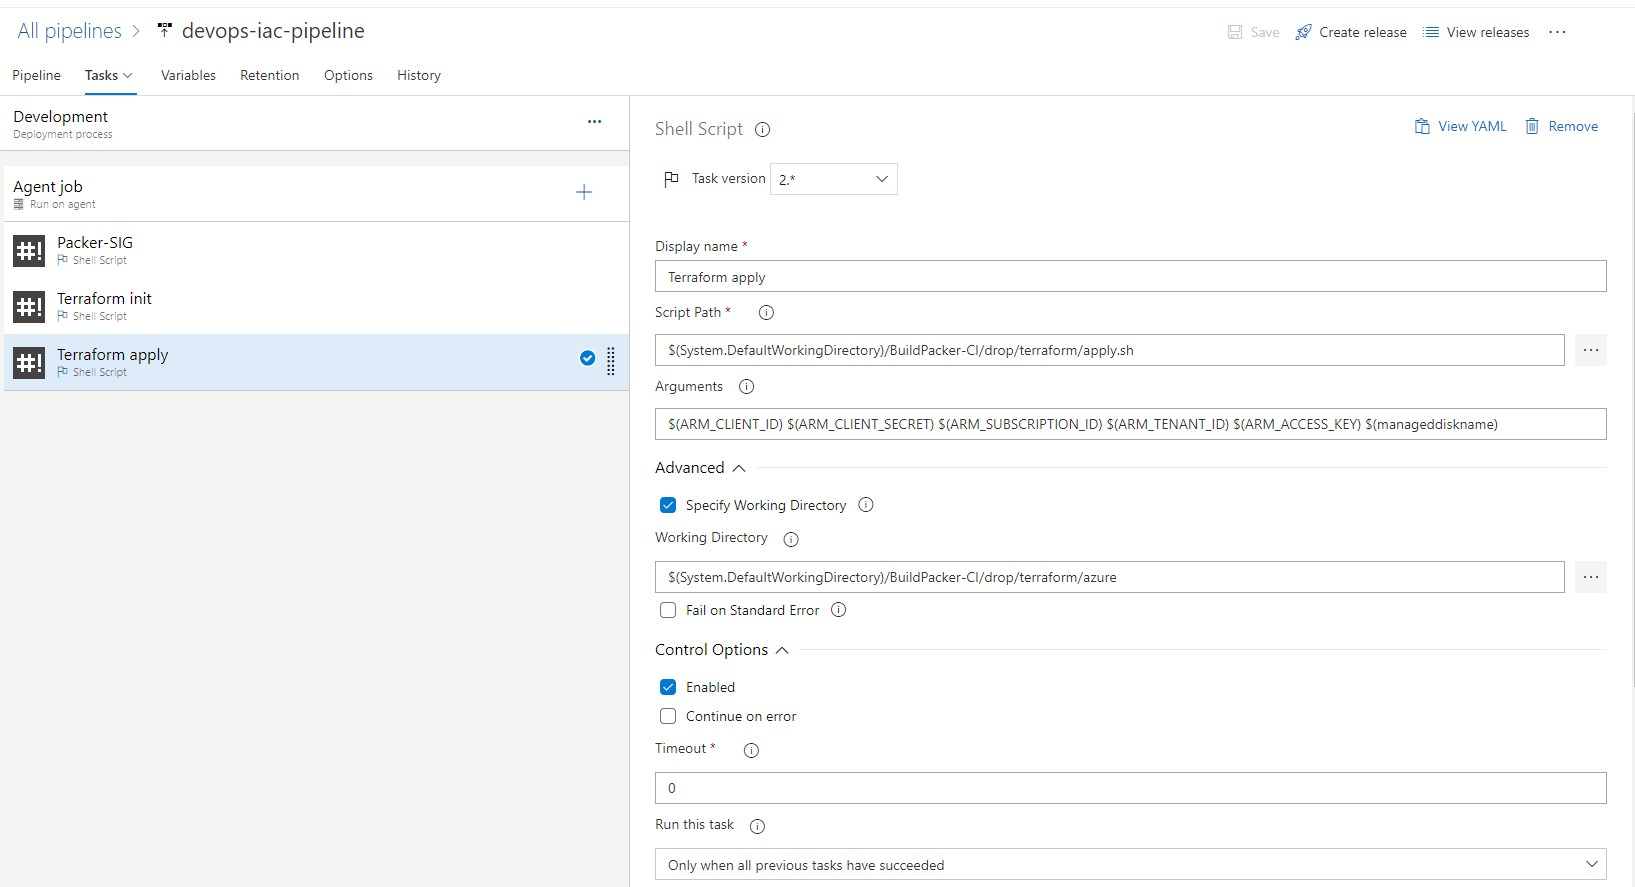 All pipelines > devops-iac-pipeline
Save Create release View releases ...
Pipeline Tasks Variables Retention Options History
Development
Deployment process
...
Agent job
Run on agent
+
#! Packer-SIG
Shell Script
#! Terraform init
Shell Script
#! Terraform apply
Shell Script
Shell Script
View YAML Remove
Task version 2.*
Display name *
Terraform apply
Script Path *
$(System.DefaultWorkingDirectory)/BuildPacker-CI/drop/terraform/apply.sh ...
Arguments
$(ARM_CLIENT_ID) $(ARM_CLIENT_SECRET) $(ARM_SUBSCRIPTION_ID) $(ARM_TENANT_ID) $(ARM_ACCESS_KEY) $(manageddiskname)
Advanced
Specify Working Directory
Working Directory
$(System.DefaultWorkingDirectory)/BuildPacker-CI/drop/terraform/azure ...
Fail on Standard Error
Control Options
Enabled
Continue on error
Timeout *
0
Run this task
Only when all previous tasks have succeeded